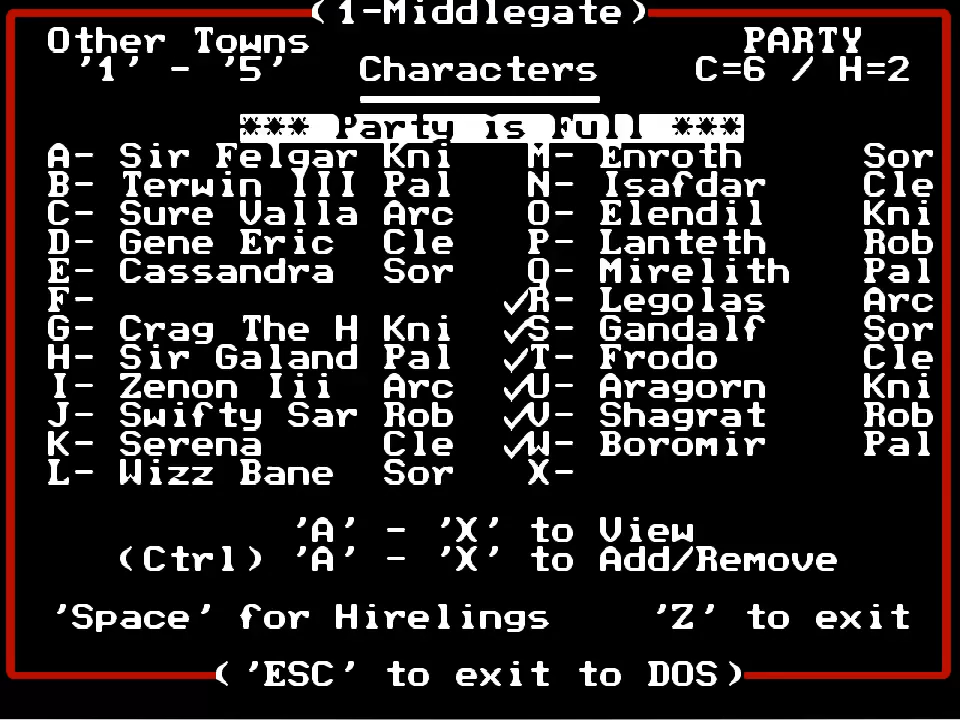 (1-Middlegate)
Other Towns PARTY
'1' - '5' Characters C=6 / H=2
*** Party is Full ***
A- Sir Felgar Kni M- Enroth Sor
B- Terwin III Pal N- Isafdar Cle
C- Sure Valla Arc O- Elendil Kni
D- Gene Eric Cle P- Lanteth Rob
E- Cassandra Sor Q- Mirelith Pal
F- ✓R- Legolas Arc
G- Crag The H Kni ✓S- Gandalf Sor
H- Sir Galand Pal ✓T- Frodo Cle
I- Zenon Iii Arc ✓U- Aragorn Kni
J- Swifty Sar Rob ✓V- Shagrat Rob
K- Serena Cle ✓W- Boromir Pal
L- Wizz Bane Sor X-
'A' - 'X' to View
(Ctrl) 'A' - 'X' to Add/Remove
'Space' for Hirelings 'Z' to exit
('ESC' to exit to DOS)